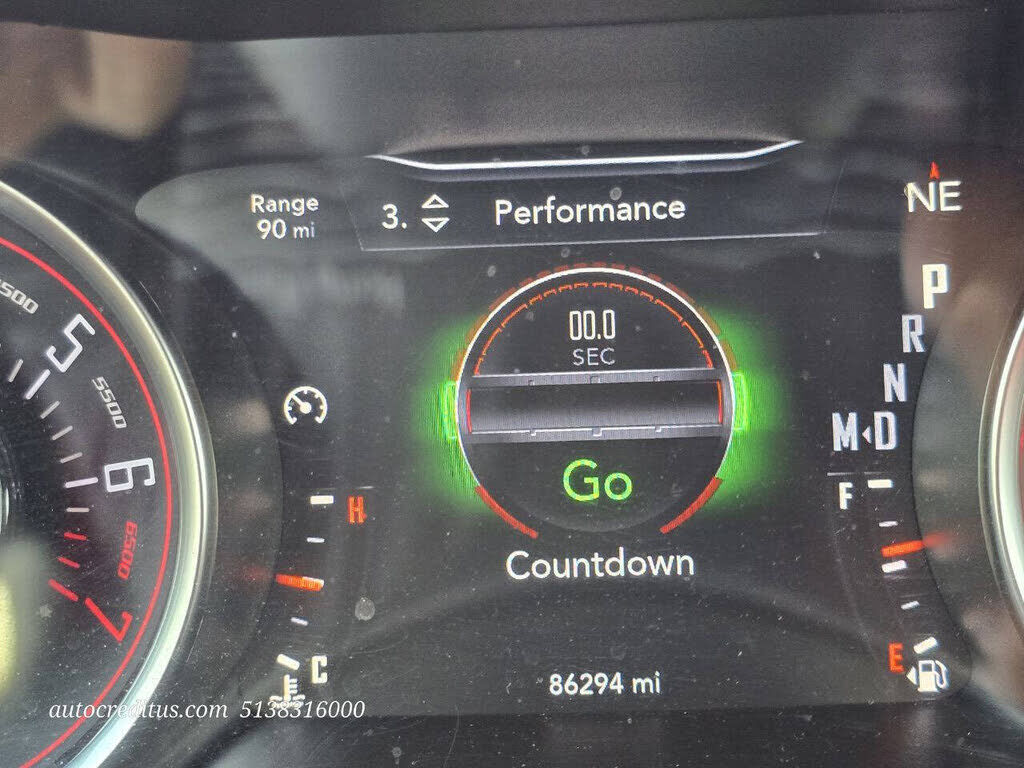 Range
90 mi
3.
Performance
A
NE
P
R
N
M D
F
E
00.0
SEC
Go
Countdown
86294 mi
H
C
5
5500
6
6500
7
autocreditus.com 5138316000